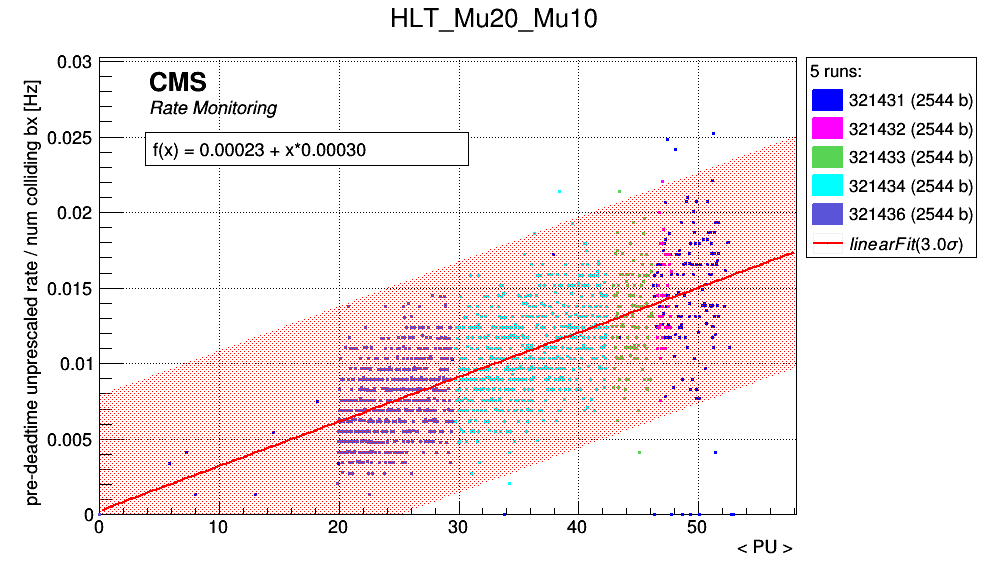 HLT_Mu20_Mu10
pre-deadtime unprescaled rate / num colliding bx [Hz]
0.03
0.025
0.02
0.015
0.01
0.005
0
CMS
Rate Monitoring
f(x) = 0.00023 + x*0.00030
0 10 20 30 40 50
< PU >
5 runs:
321431 (2544 b)
321432 (2544 b)
321433 (2544 b)
321434 (2544 b)
321436 (2544 b)
linearFit(3.0σ)